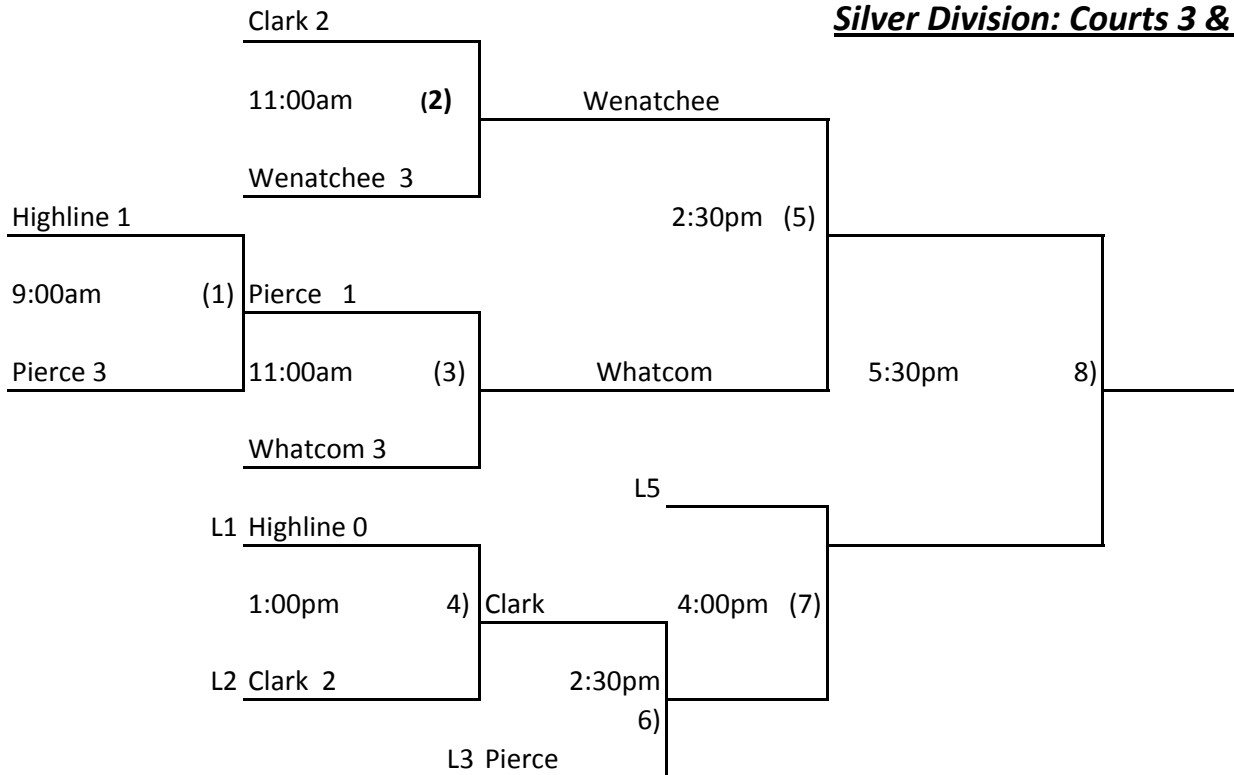 Silver Division: Courts 3 &
Clark 2
11:00am (2)
Wenatchee
Wenatchee 3
Highline 1
2:30pm (5)
9:00am (1)
Pierce 1
Pierce 3
11:00am (3)
Whatcom
5:30pm 8)
Whatcom 3
L5
L1 Highline 0
1:00pm 4)
Clark
4:00pm (7)
L2 Clark 2
2:30pm
6)
L3 Pierce